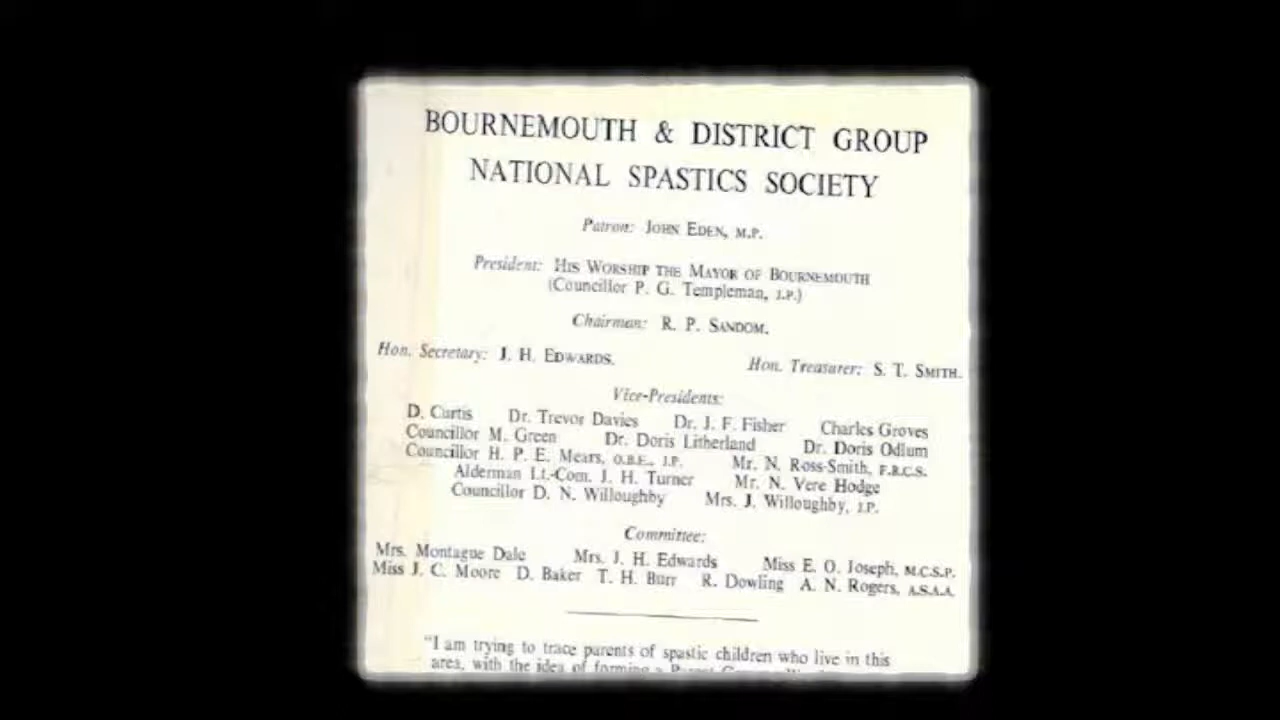 BOURNEMOUTH & DISTRICT GROUP
NATIONAL SPASTICS SOCIETY
Patron: JOHN EDEN, M.P.
President: HIS WORSHIP THE MAYOR OF BOURNEMOUTH
(Councillor P. G. Templeman, J.P.)
Chairman: R. P. SANDOM.
Hon. Secretary: J. H. EDWARDS. Hon. Treasurer: S. T. SMITH.
Vice-Presidents:
D. Curtis Dr. Trevor Davies Dr. J. F. Fisher Charles Groves
Councillor M. Green Dr. Doris Litherland Dr. Doris Odlum
Councillor H. P. E. Mears, O.B.E., J.P. Mr. N. Ross-Smith, F.R.C.S.
Alderman Lt.-Com. J. H. Turner Mr. N. Vere Hodge
Councillor D. N. Willoughby Mrs. J. Willoughby, J.P.
Committee:
Mrs. Montague Dale Mrs. J. H. Edwards Miss E. O. Joseph, M.C.S.P.
Miss J. C. Moore D. Baker T. H. Burr R. Dowling A. N. Rogers, A.S.A.A.
"I am trying to trace parents of spastic children who live in this
area, with the idea of forming a